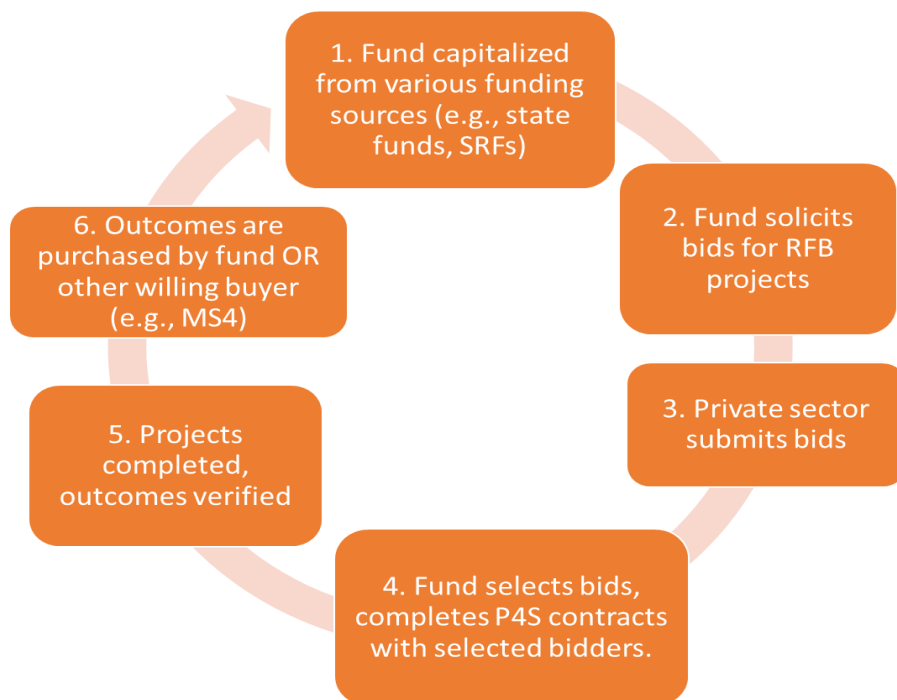 1. Fund capitalized
from various funding
sources (e.g., state
funds, SRFs)
2. Fund solicits
bids for RFB
projects
3. Private sector
submits bids
4. Fund selects bids,
completes P4S contracts
with selected bidders.
5. Projects
completed,
outcomes verified
6. Outcomes are
purchased by fund OR
other willing buyer
(e.g., MS4)